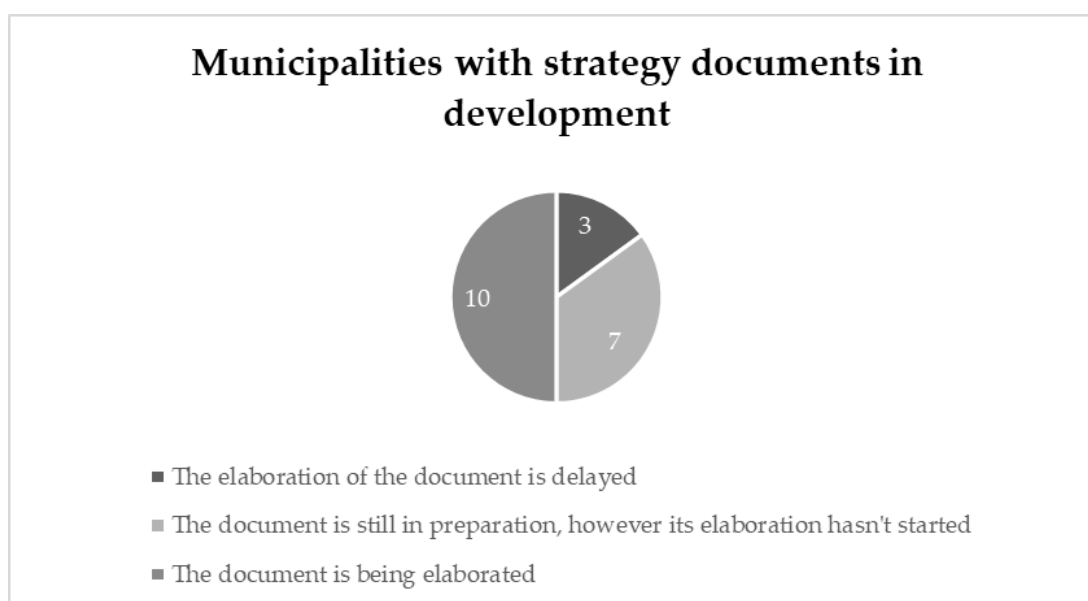 Municipalities with strategy documents in
development
3
10
7
The elaboration of the document is delayed
The document is still in preparation, however its elaboration hasn't started
The document is being elaborated